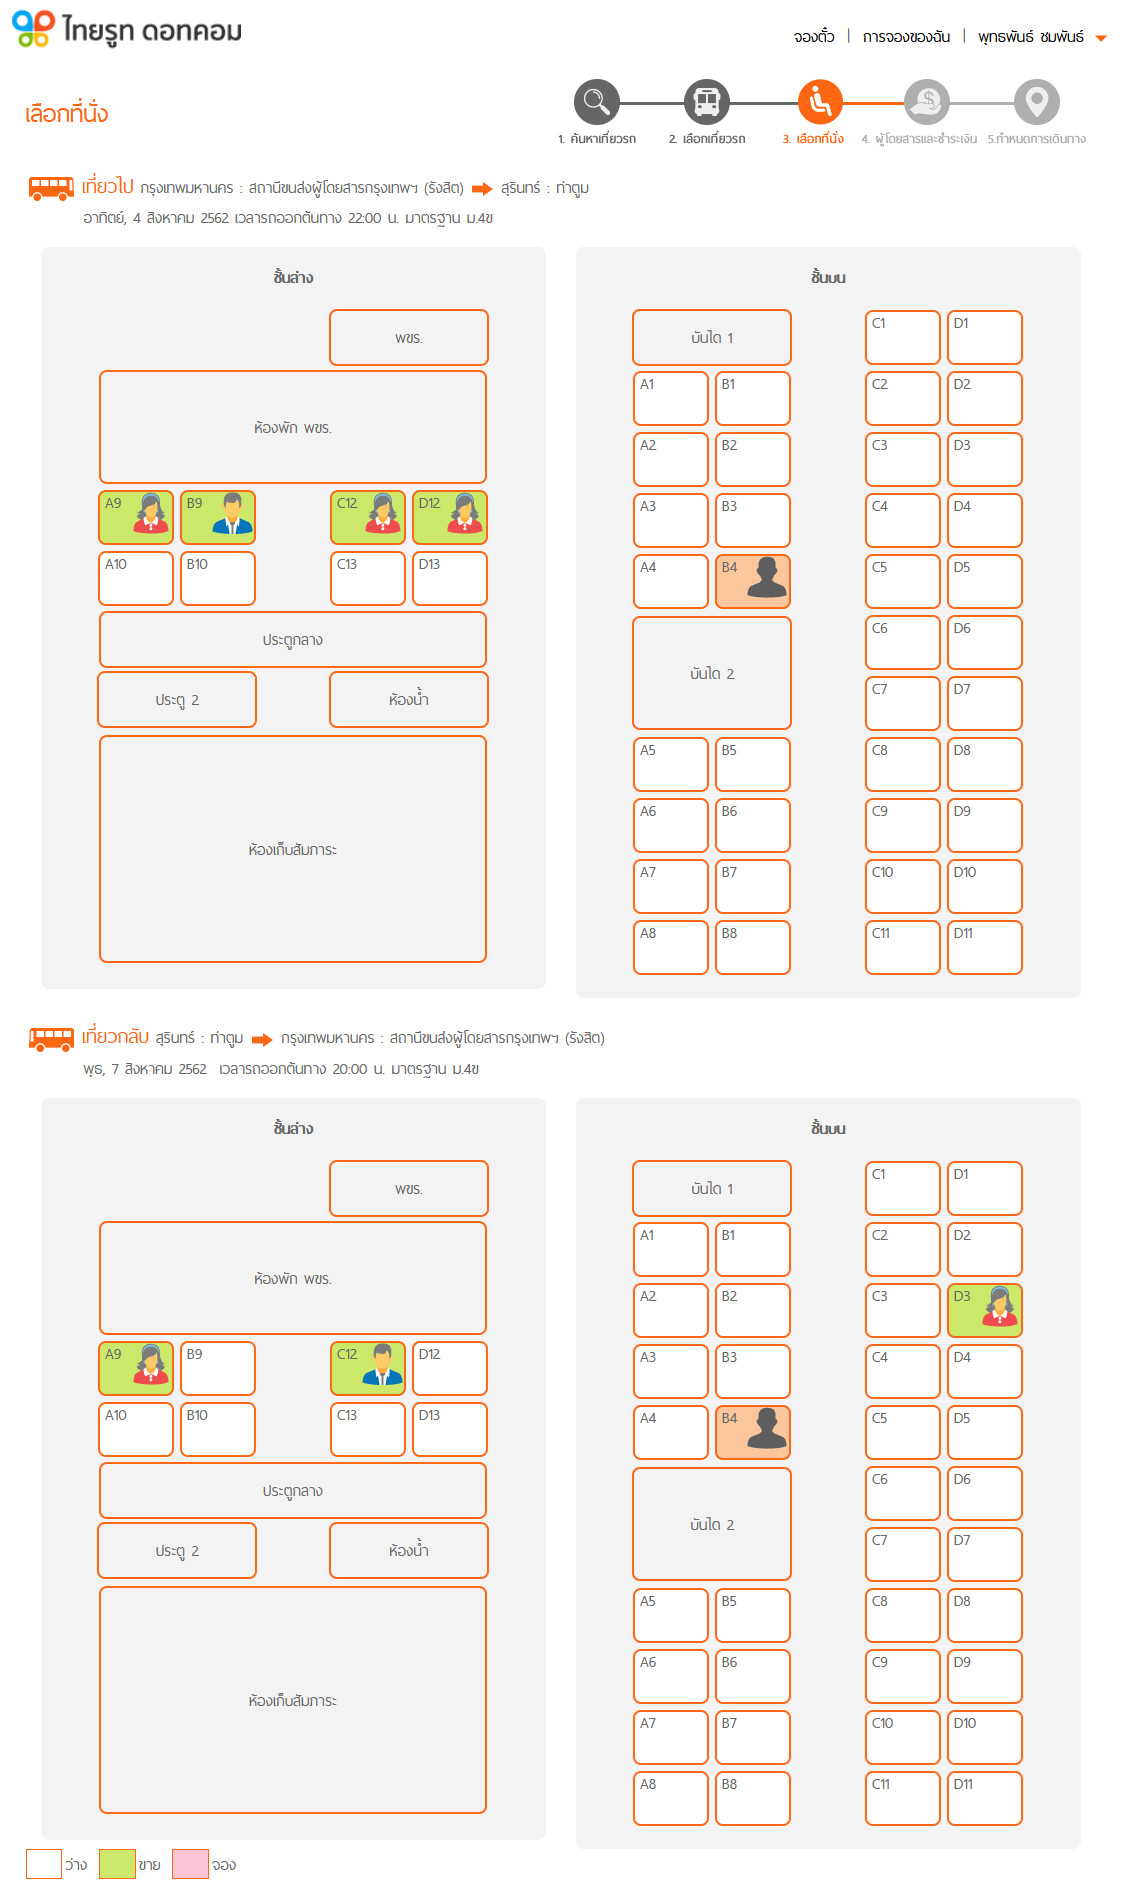 ไทยรูท ดอทคอม
จองตั๋ว | การจองของฉัน | พุทธพันธ์ ชมพันธ์
เลือกที่นั่ง
1. ค้นหาเที่ยวรถ 2. เลือกเที่ยวรถ 3. เลือกที่นั่ง 4. ผู้โดยสารและชำระเงิน 5.กำหนดการเดินทาง
เที่ยวไป กรุงเทพมหานคร : สถานีขนส่งผู้โดยสารกรุงเทพฯ (รังสิต) สุรินทร์ : ท่าตูม
อาทิตย์, 4 สิงหาคม 2562 เวลารถออกต้นทาง 22:00 น. มาตรฐาน ม.4ข
ชั้นล่าง
พขร.
ห้องพัก พขร.
A9 B9 C12 D12
A10 B10 C13 D13
ประตูกลาง
ประตู 2 ห้องน้ำ
ห้องเก็บสัมภาระ
ชั้นบน
บันได 1 C1 D1
A1 B1 C2 D2
A2 B2 C3 D3
A3 B3 C4 D4
A4 B4 C5 D5
C6 D6
บันได 2
C7 D7
A5 B5 C8 D8
A6 B6 C9 D9
A7 B7 C10 D10
A8 B8 C11 D11
เที่ยวกลับ สุรินทร์ : ท่าตูม กรุงเทพมหานคร : สถานีขนส่งผู้โดยสารกรุงเทพฯ (รังสิต)
พุธ, 7 สิงหาคม 2562 เวลารถออกต้นทาง 20:00 น. มาตรฐาน ม.4ข
ชั้นล่าง
พขร.
ห้องพัก พขร.
A9 B9 C12 D12
A10 B10 C13 D13
ประตูกลาง
ประตู 2 ห้องน้ำ
ห้องเก็บสัมภาระ
ชั้นบน
บันได 1 C1 D1
A1 B1 C2 D2
A2 B2 C3 D3
A3 B3 C4 D4
A4 B4 C5 D5
C6 D6
บันได 2
C7 D7
A5 B5 C8 D8
A6 B6 C9 D9
A7 B7 C10 D10
A8 B8 C11 D11
ว่าง ขาย จอง